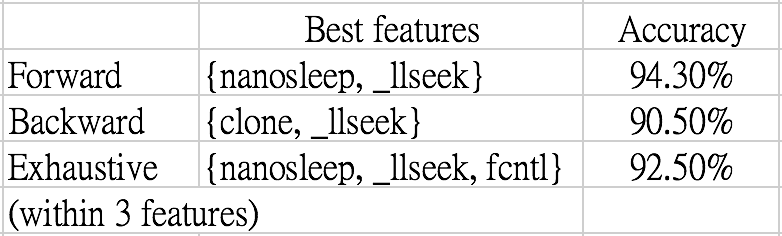 Best features Accuracy
Forward {nanosleep, _llseek} 94.30%
Backward {clone, _llseek} 90.50%
Exhaustive {nanosleep, _llseek, fcntl} 92.50%
(within 3 features)